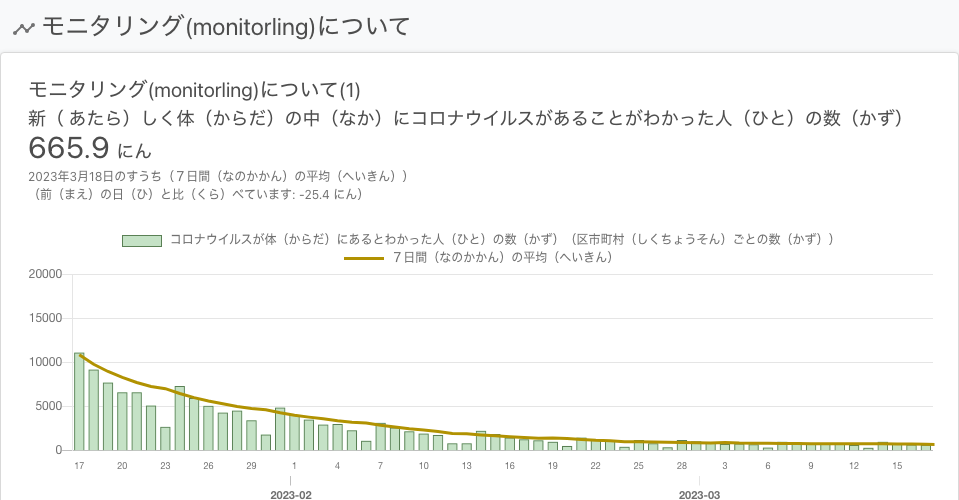 モニタリング(monitorling)について
モニタリング(monitorling)について(1)
新（ あたら）しく体（からだ）の中（なか）にコロナウイルスがあることがわかった人（ひと）の数（かず）
665.9 にん
2023年3月18日のすうち（７日間（なのかかん）の平均（へいきん））
（前（まえ）の日（ひ）と比（くら）べています: -25.4 にん）
コロナウイルスが体（からだ）にあるとわかった人（ひと）の数（かず）（区市町村（しくちょうそん）ごとの数（かず））
７日間（なのかかん）の平均（へいきん）
20000
15000
10000
5000
0
17 20 23 26 29 1 4 7 10 13 16 19 22 25 28 3 6 9 12 15
2023-02 2023-03